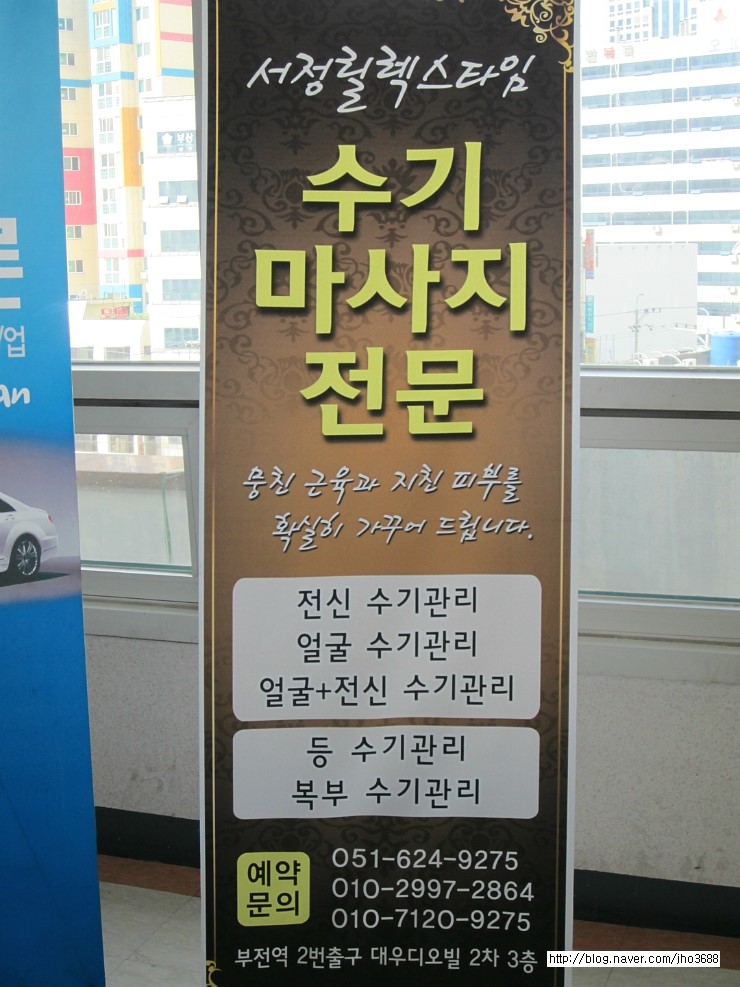 서정릴렉스타임
수기
마사지
전문
뭉친 근육과 지친 피부를
확실히 가꾸어 드립니다.
전신 수기관리
얼굴 수기관리
얼굴+전신 수기관리
등 수기관리
복부 수기관리
예약
문의
051-624-9275
010-2997-2864
010-7120-9275
부전역 2번출구 대우디오빌 2차 3층
업
an
부산
http://blog.naver.com/jho3688